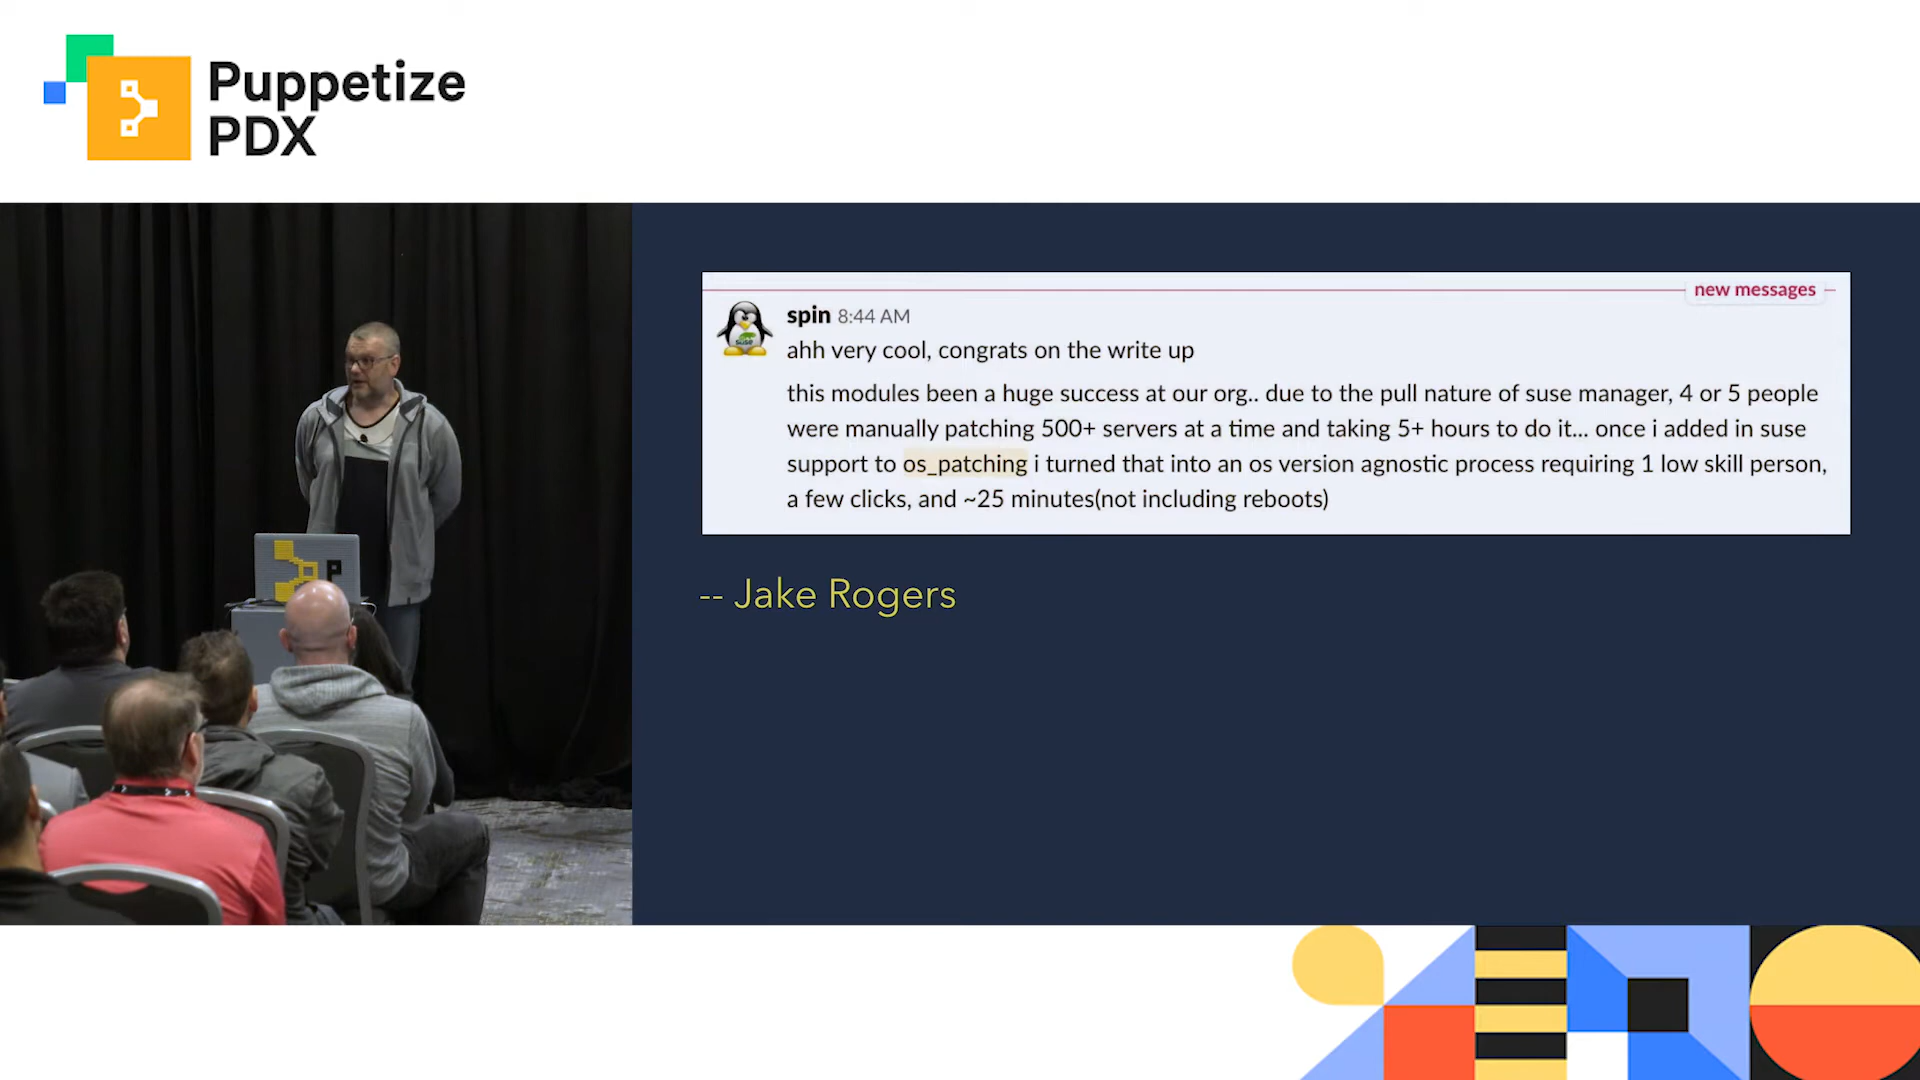 Puppetize
PDX
new messages
spin 8:44 AM
ahh very cool, congrats on the write up
this modules been a huge success at our org.. due to the pull nature of suse manager, 4 or 5 people
were manually patching 500+ servers at a time and taking 5+ hours to do it... once i added in suse
support to os_patching i turned that into an os version agnostic process requiring 1 low skill person,
a few clicks, and ~25 minutes(not including reboots)
-- Jake Rogers
suse
P